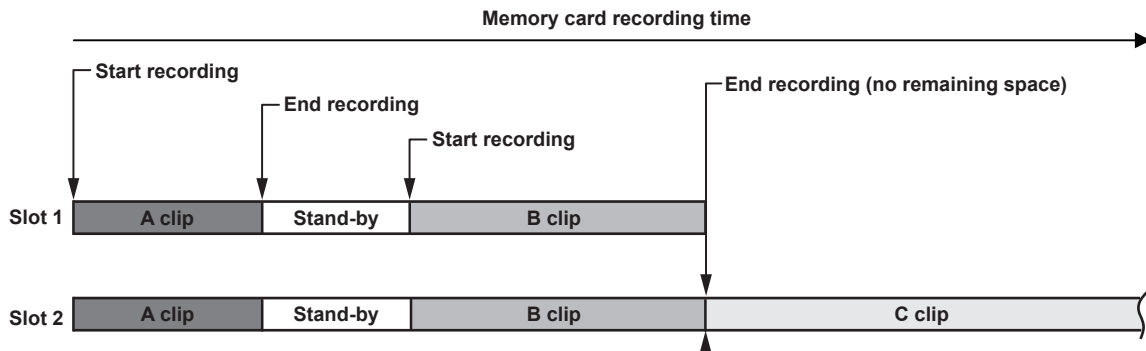 Memory card recording time
Start recording
End recording
Start recording
End recording (no remaining space)
Slot 1
A clip
Stand-by
B clip
Slot 2
A clip
Stand-by
B clip
C clip